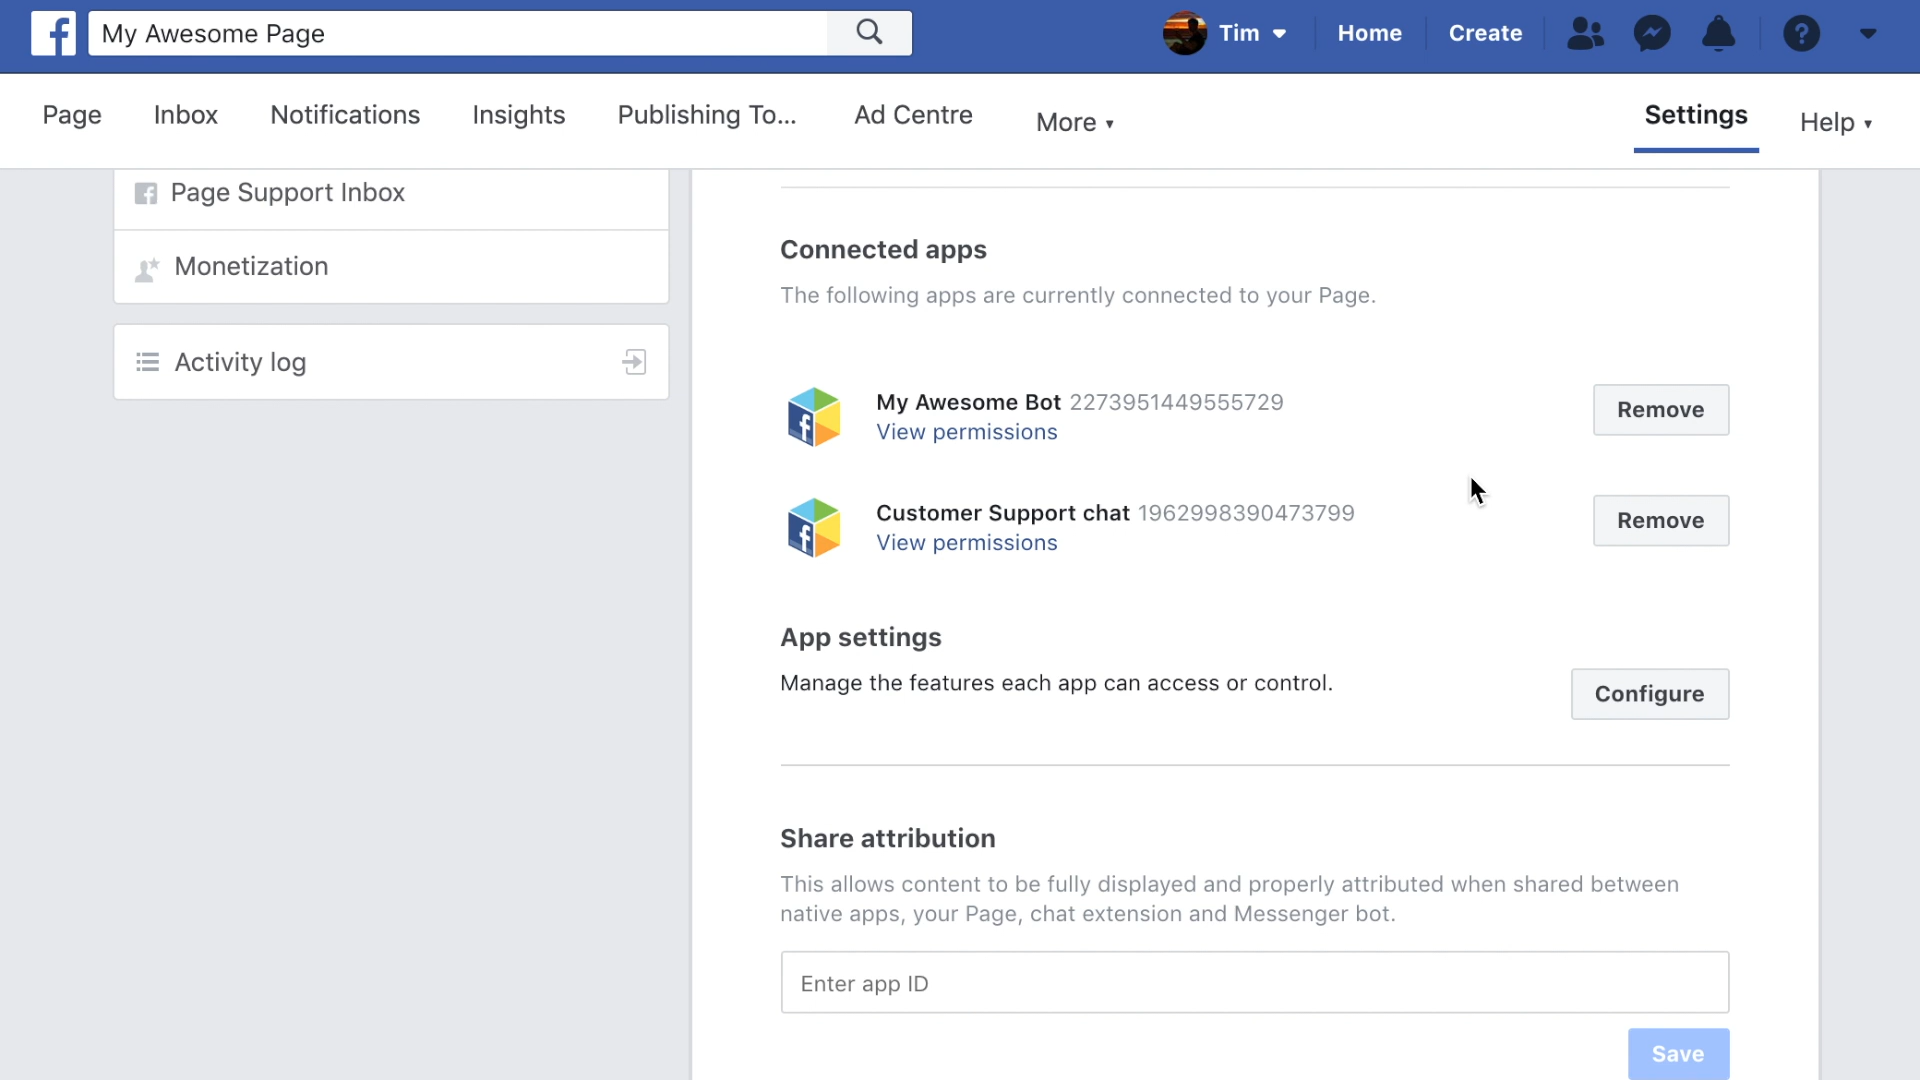 My Awesome Page
Tim
Home
Create
Page
Inbox
Notifications
Insights
Publishing To...
Ad Centre
More
Settings
Help
Page Support Inbox
Monetization
Activity log
Connected apps
The following apps are currently connected to your Page.
My Awesome Bot 2273951449555729
View permissions
Remove
Customer Support chat 1962998390473799
View permissions
Remove
App settings
Manage the features each app can access or control.
Configure
Share attribution
This allows content to be fully displayed and properly attributed when shared between
native apps, your Page, chat extension and Messenger bot.
Enter app ID
Save